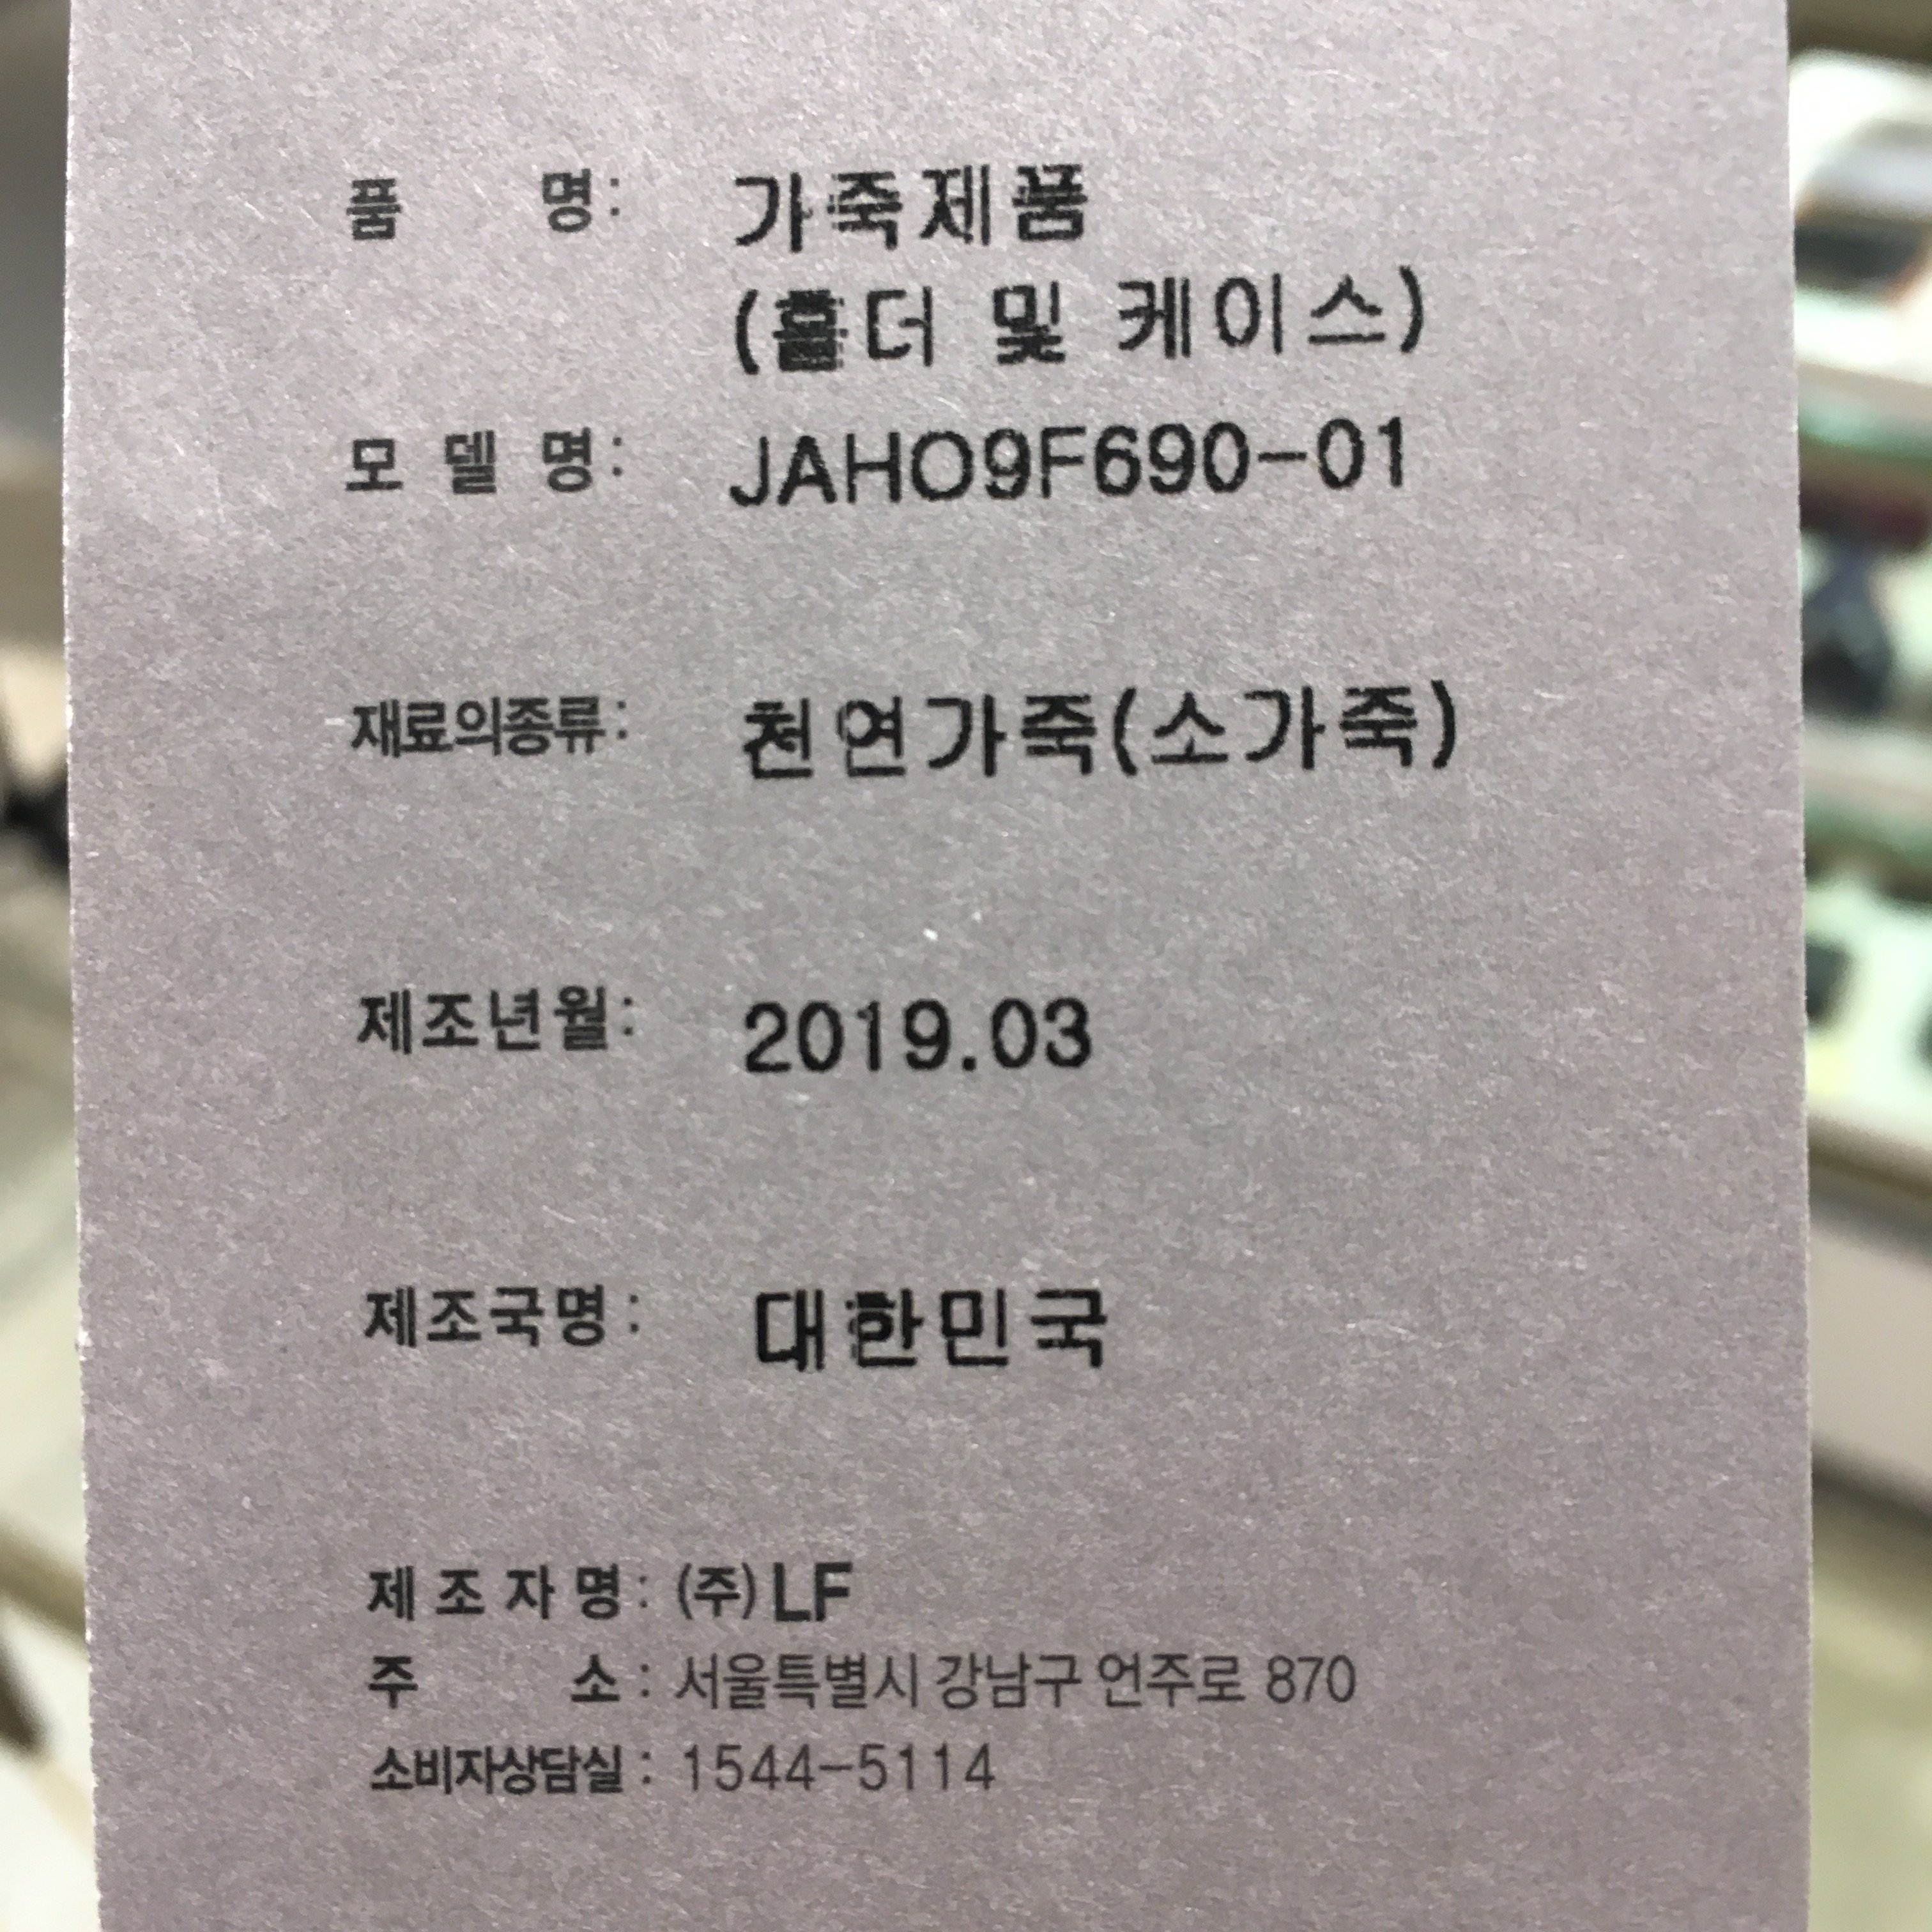 품 명: 가죽제품
(홀더 및 케이스)
모 델 명: JAHO9F690-01
재료의종류: 천연가죽(소가죽)
제조년월: 2019.03
제조국명: 대한민국
제 조 자 명: (주)LF
주 소: 서울특별시 강남구 언주로 870
소비자상담실: 1544-5114